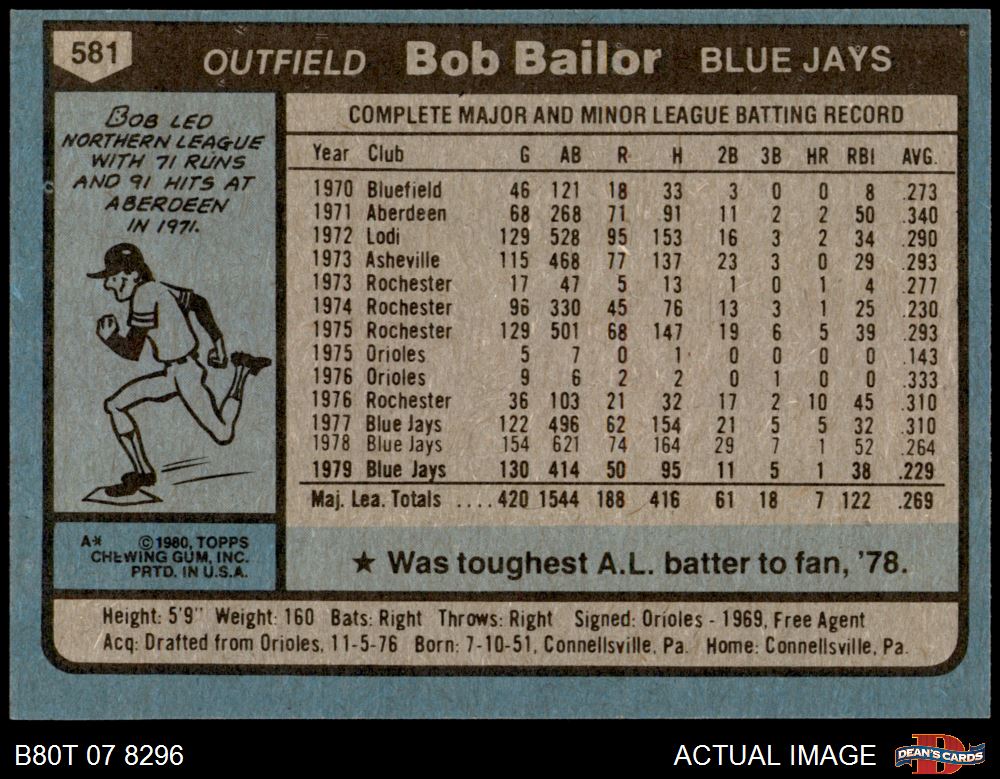 581 OUTFIELD Bob Bailor BLUE JAYS
BOB LED
NORTHERN LEAGUE
WITH 71 RUNS
AND 91 HITS AT
ABERDEEN
IN 1971.
COMPLETE MAJOR AND MINOR LEAGUE BATTING RECORD
Year Club G AB R H 2B 3B HR RBI AVG.
1970 Bluefield 46 121 18 33 3 0 0 8 .273
1971 Aberdeen 68 268 71 91 11 2 2 50 .340
1972 Lodi 129 528 95 153 16 3 2 34 .290
1973 Asheville 115 468 77 137 23 3 0 29 .293
1973 Rochester 17 47 5 13 1 0 1 4 .277
1974 Rochester 96 330 45 76 13 3 1 25 .230
1975 Rochester 129 501 68 147 19 6 5 39 .293
1975 Orioles 5 7 0 1 0 0 0 0 .143
1976 Orioles 9 6 2 2 0 1 0 0 .333
1976 Rochester 36 103 21 32 17 2 10 45 .310
1977 Blue Jays 122 496 62 154 21 5 5 32 .310
1978 Blue Jays 154 621 74 164 29 7 1 52 .264
1979 Blue Jays 130 414 50 95 11 5 1 38 .229
Maj. Lea. Totals .... 420 1544 188 416 61 18 7 122 .269
A* ©1980, TOPPS
CHEWING GUM, INC.
PRTD. IN U.S.A.
★ Was toughest A.L. batter to fan, '78.
Height: 5'9" Weight: 160 Bats: Right Throws: Right Signed: Orioles - 1969, Free Agent
Acq: Drafted from Orioles, 11-5-76 Born: 7-10-51, Connellsville, Pa. Home: Connellsville, Pa.
B80T 07 8296 ACTUAL IMAGE DEAN'S CARDS